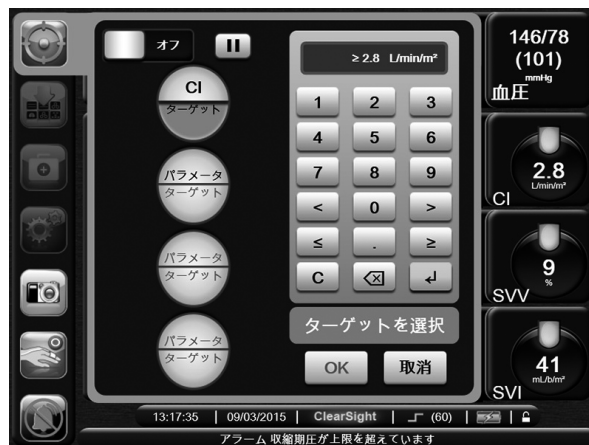 オフ
CI
ターゲット
パラメータ
ターゲット
パラメータ
ターゲット
パラメータ
ターゲット
≥ 2.8 L/min/m²
1 2 3
4 5 6
7 8 9
< 0 >
≤ . ≥
C
ターゲットを選択
OK 取消
146/78
(101)
mmHg
血圧
2.8
L/min/m²
CI
9
%
SVV
41
mL/b/m²
SVI
13:17:35 | 09/03/2015 | ClearSight | (60)
アラーム 収縮期圧が上限を超えています